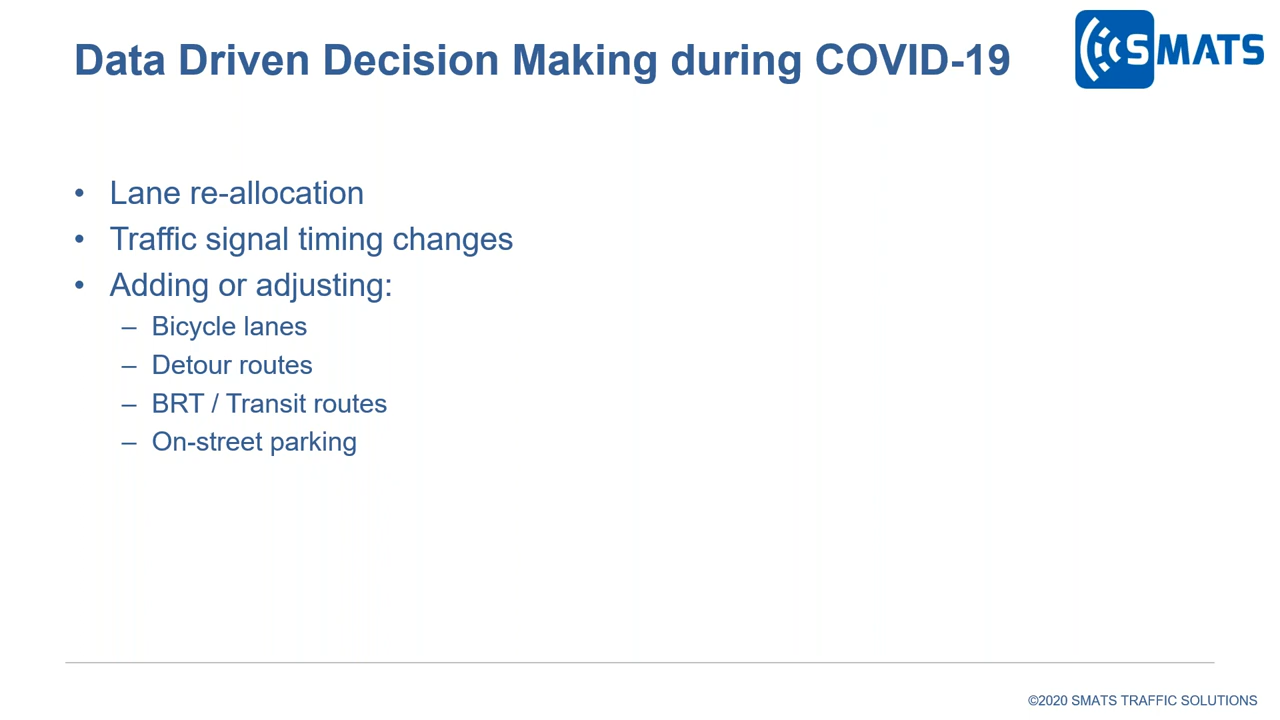 Data Driven Decision Making during COVID-19
SMATS
• Lane re-allocation
• Traffic signal timing changes
• Adding or adjusting:
– Bicycle lanes
– Detour routes
– BRT / Transit routes
– On-street parking
©2020 SMATS TRAFFIC SOLUTIONS